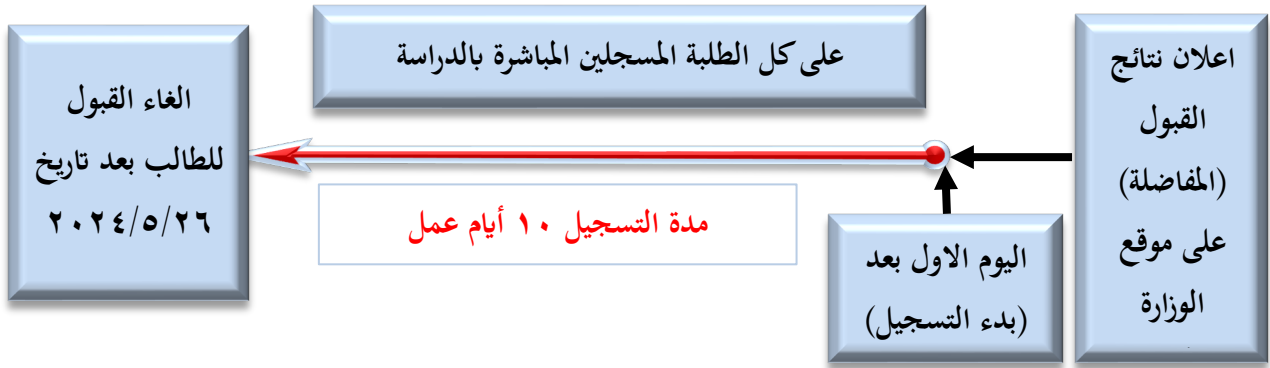 اعلان نتائج
القبول
(المفاضلة)
على موقع
الوزارة
اليوم الاول بعد
(بدء التسجيل)
على كل الطلبة المسجلين المباشرة بالدراسة
مدة التسجيل ١٠ أيام عمل
الغاء القبول
للطالب بعد تاريخ
٢٠٢٤/٥/٢٦